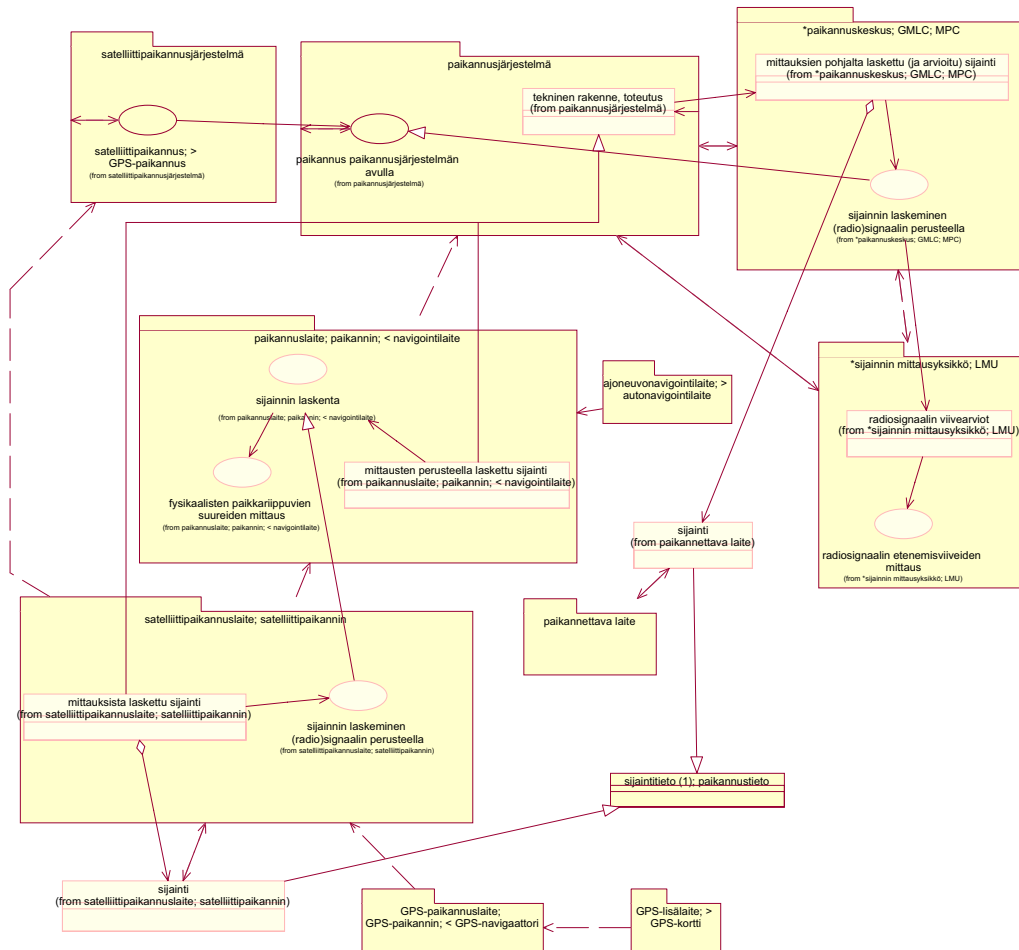 *paikannuskeskus; GMLC; MPC
satelliittipaikannusjärjestelmä
paikannusjärjestelmä
mittauksien pohjalta laskettu (ja arvioitu) sijainti
(from *paikannuskeskus; GMLC; MPC)
tekninen rakenne, toteutus
(from paikannusjärjestelmä)
satelliittipaikannus; >
GPS-paikannus
(from satelliittipaikannusjärjestelmä)
paikannus paikannusjärjestelmän
avulla
(from paikannusjärjestelmä)
sijainnin laskeminen
(radio)signaalin perusteella
(from *paikannuskeskus; GMLC; MPC)
paikannuslaite; paikannin; < navigointilaite
sijainnin laskenta
(from paikannuslaite; paikannin; < navigointilaite)
ajoneuvonavigointilaite; >
autonavigointilaite
*sijainnin mittausyksikkö; LMU
radiosignaalin viivearviot
(from *sijainnin mittausyksikkö; LMU)
mittausten perusteella laskettu sijainti
(from paikannuslaite; paikannin; < navigointilaite)
fysikaalisten paikkariippuvien
suureiden mittaus
(from paikannuslaite; paikannin; < navigointilaite)
sijainti
(from paikannettava laite)
radiosignaalin etenemisviiveiden
mittaus
(from *sijainnin mittausyksikkö; LMU)
satelliittipaikannuslaite; satelliittipaikannin
paikannettava laite
mittauksista laskettu sijainti
(from satelliittipaikannuslaite; satelliittipaikannin)
sijainnin laskeminen
(radio)signaalin perusteella
(from satelliittipaikannuslaite; satelliittipaikannin)
sijaintitieto (1); paikannustieto
sijainti
(from satelliittipaikannuslaite; satelliittipaikannin)
GPS-paikannuslaite;
GPS-paikannin; < GPS-navigaattori
GPS-lisälaite; >
GPS-kortti